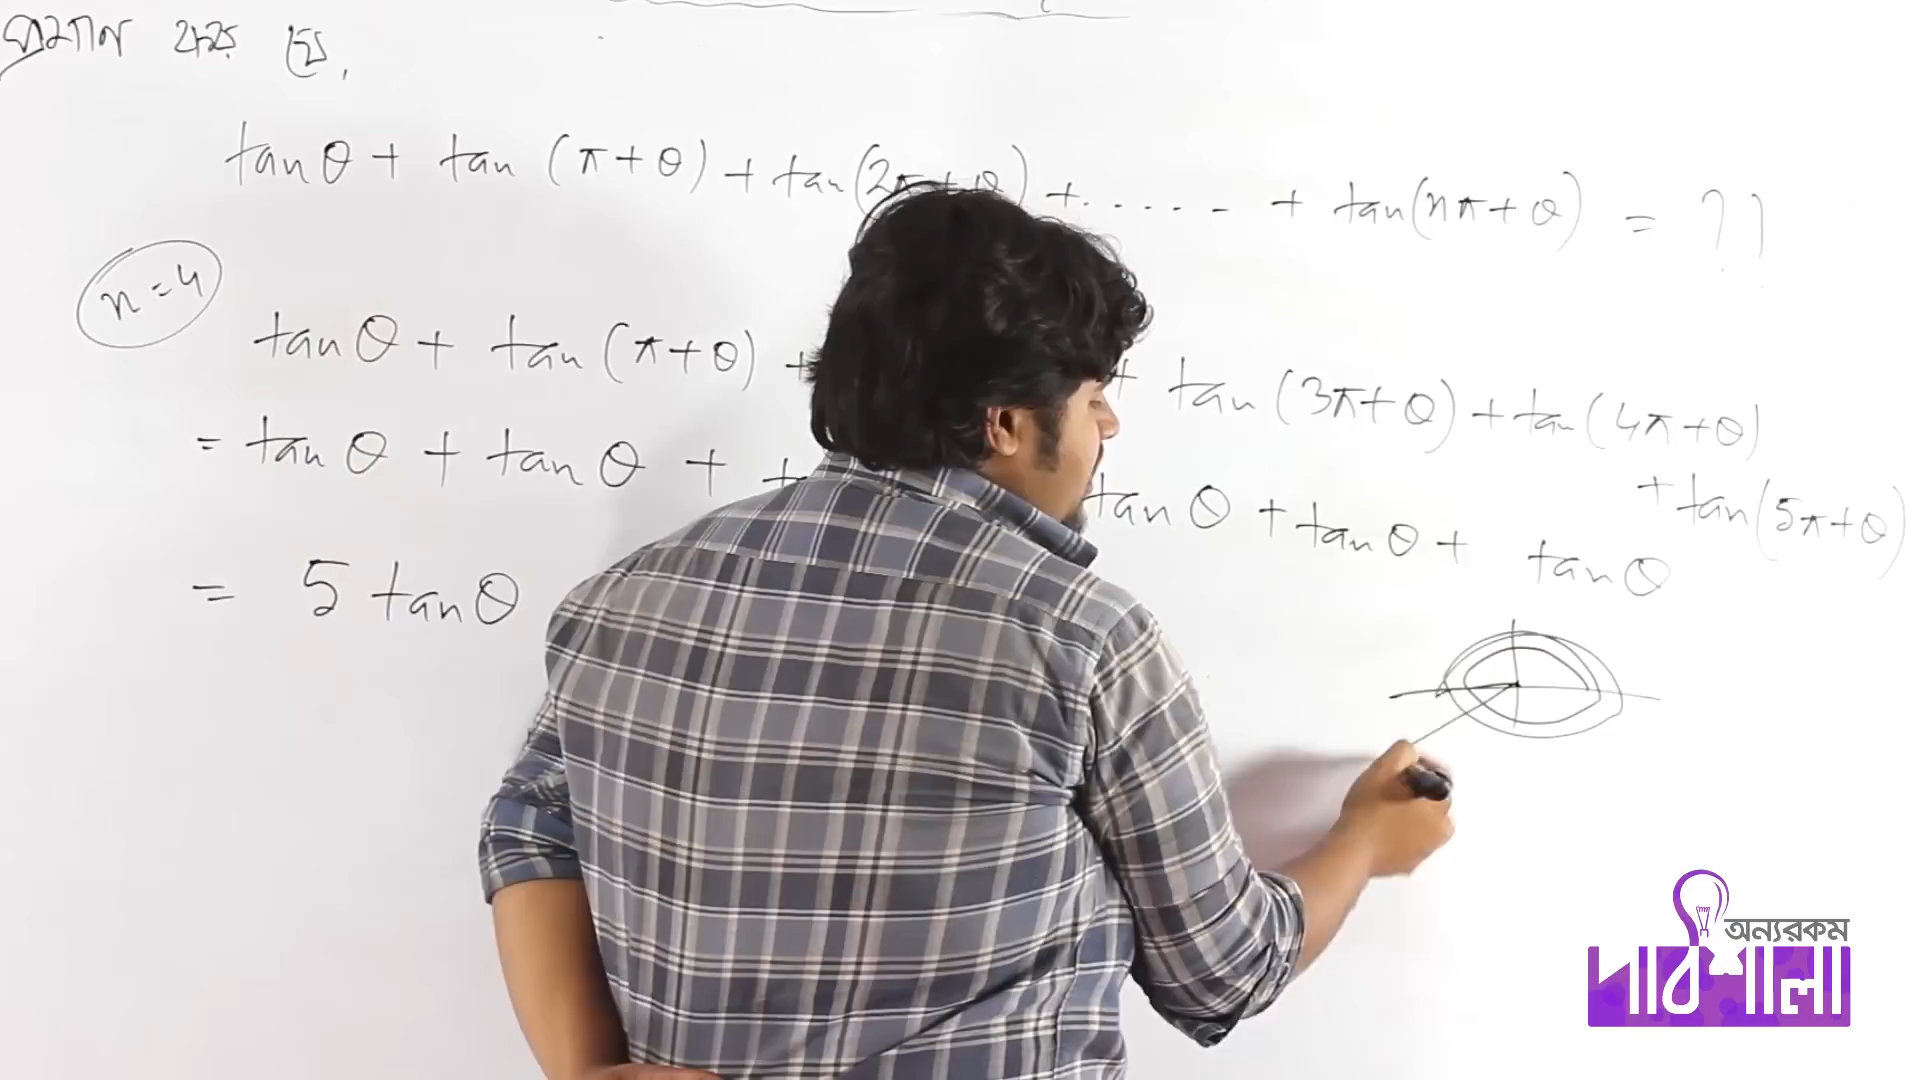 প্রমাণ কর যে,
tanθ + tan (π+θ) + tan(2π+θ) + ..... + tan(nπ+θ) = ??
n=4
tanθ + tan (π+θ) + + tan (3π+θ) + tan (4π+θ)
+ tan(5π+θ)
= tanθ + tanθ + tanθ + tanθ + tanθ
= 5 tanθ
অন্যরকম
পাঠশালা